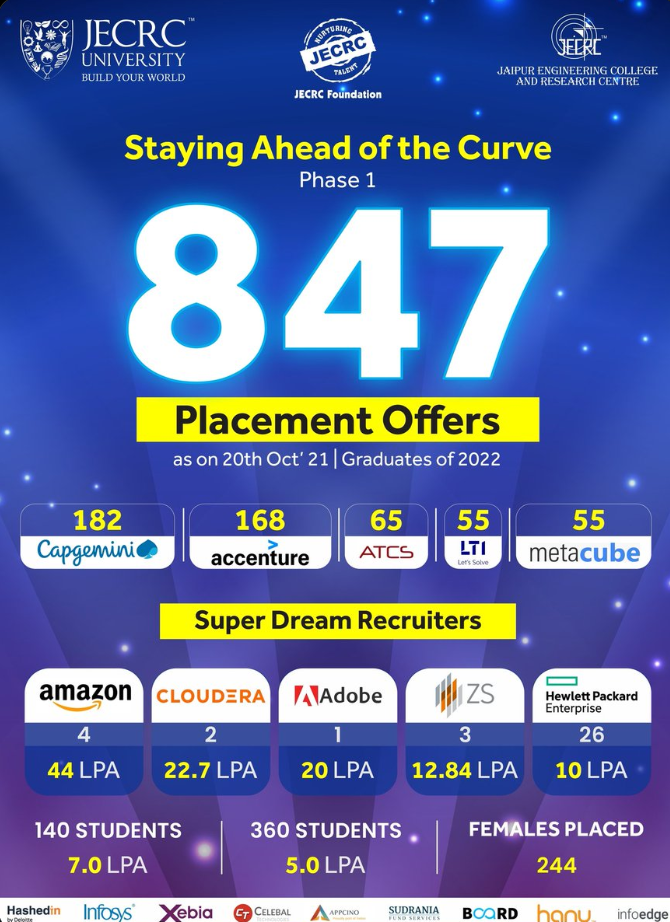 JECRC™
UNIVERSITY
BUILD YOUR WORLD
NURTURING
JECRC
TALENT
JECRC Foundation
JECRC™
JAIPUR ENGINEERING COLLEGE
AND RESEARCH CENTRE
Staying Ahead of the Curve
Phase 1
847
Placement Offers
as on 20th Oct' 21 | Graduates of 2022
182 168 65 55 55
Capgemini accenture ATCS LTI metacube
Let's Solve
Super Dream Recruiters
amazon CLOUDERA Adobe ZS Hewlett Packard
Enterprise
4 2 1 3 26
44 LPA 22.7 LPA 20 LPA 12.84 LPA 10 LPA
140 STUDENTS 360 STUDENTS FEMALES PLACED
7.0 LPA 5.0 LPA 244
Hashedin Infosys Xebia CT CELEBAL APPCINO SUDRANIA BOARD hanu infoedge
by Deloitte TECHNOLOGIES FUND SERVICES